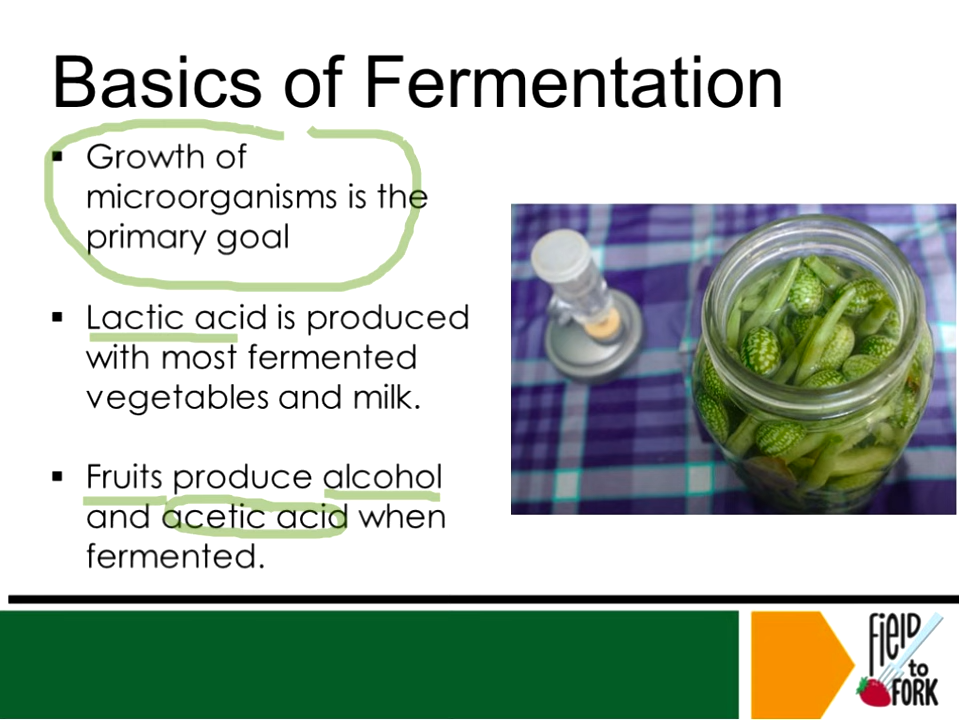 Basics of Fermentation
▪ Growth of
microorganisms is the
primary goal
▪ Lactic acid is produced
with most fermented
vegetables and milk.
▪ Fruits produce alcohol
and acetic acid when
fermented.
FIELD
to
FORK